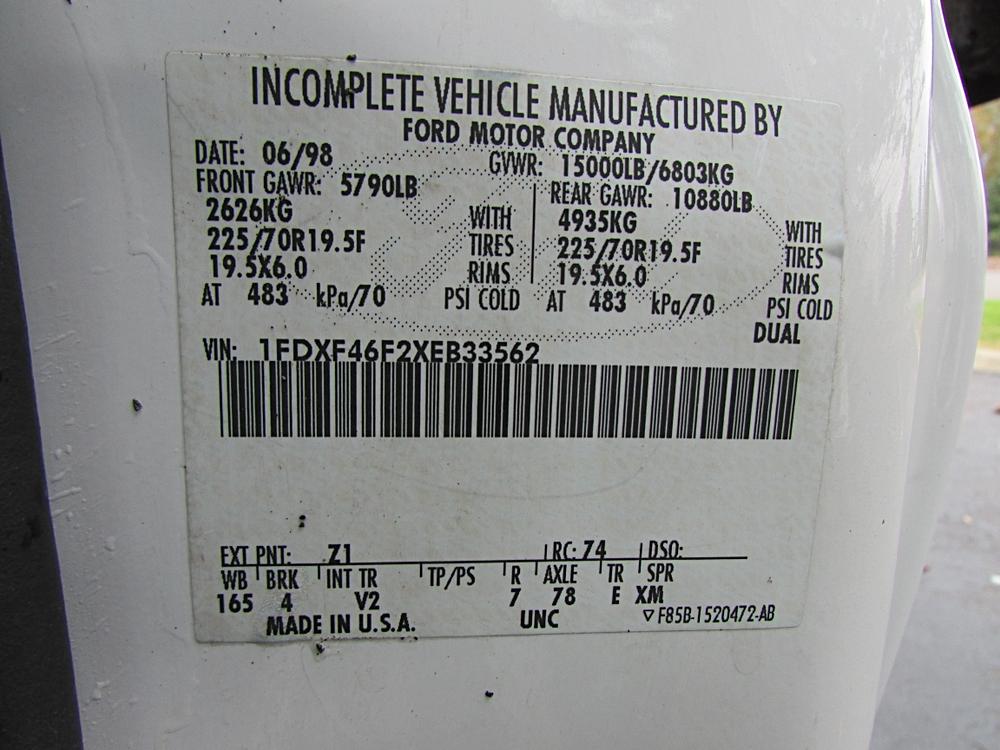 INCOMPLETE VEHICLE MANUFACTURED BY
FORD MOTOR COMPANY
DATE: 06/98 GVWR: 15000LB/6803KG
FRONT GAWR: 5790LB REAR GAWR: 10880LB
2626KG WITH 4935KG WITH
225/70R19.5F TIRES 225/70R19.5F TIRES
19.5X6.0 RIMS 19.5X6.0 RIMS
AT 483 kPa/70 PSI COLD AT 483 kPa/70 PSI COLD
DUAL
VIN: 1FDXF46F2XEB33562
EXT PNT: Z1 RC: 74 DSO:
WB BRK INT TR TP/PS R AXLE TR SPR
165 4 V2 7 78 E XM
MADE IN U.S.A. UNC ▽ F85B-1520472-AB